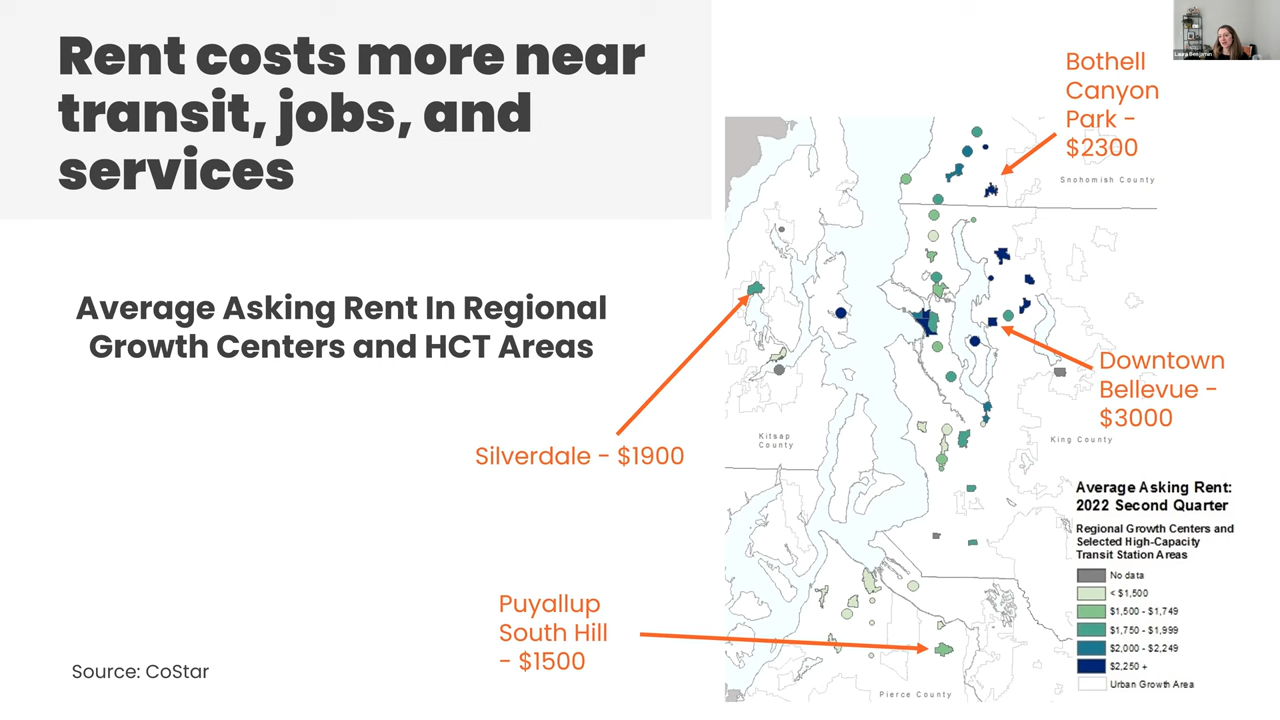 Rent costs more near
transit, jobs, and
services
Average Asking Rent In Regional
Growth Centers and HCT Areas
Source: CoStar
Laura Benjamin
Bothell
Canyon
Park -
$2300
Snohomish County
Downtown
Bellevue -
$3000
King County
Silverdale - $1900
Kitsap
County
Puyallup
South Hill
- $1500
Pierce County
Average Asking Rent:
2022 Second Quarter
Regional Growth Centers and
Selected High-Capacity
Transit Station Areas
No data
< $1,500
$1,500 - $1,749
$1,750 - $1,999
$2,000 - $2,249
$2,250 +
Urban Growth Area